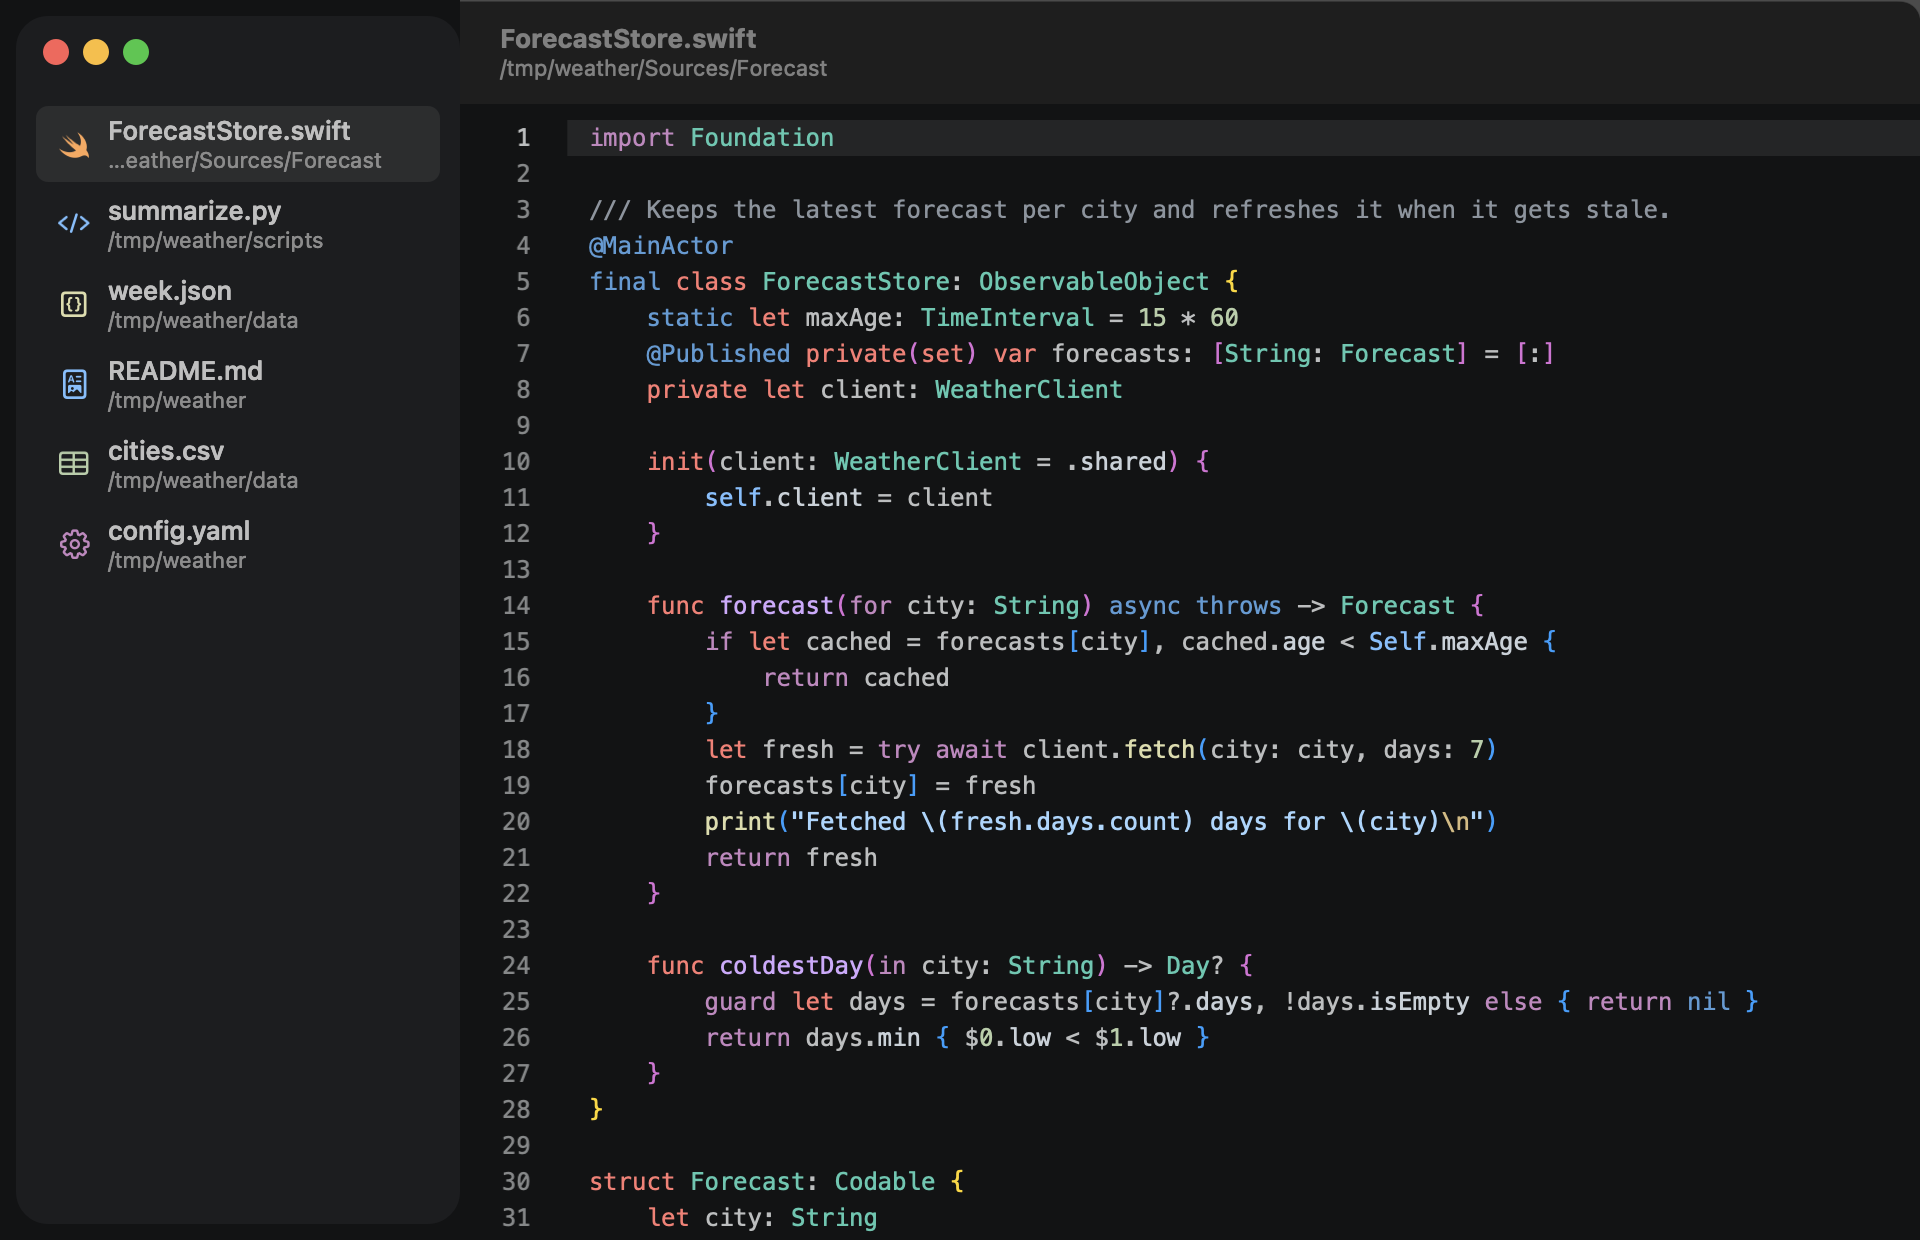 ForecastStore.swift
…eather/Sources/Forecast
summarize.py
/tmp/weather/scripts
week.json
/tmp/weather/data
README.md
/tmp/weather
cities.csv
/tmp/weather/data
config.yaml
/tmp/weather
ForecastStore.swift
/tmp/weather/Sources/Forecast
1 import Foundation
2
3 /// Keeps the latest forecast per city and refreshes it when it gets stale.
4 @MainActor
5 final class ForecastStore: ObservableObject {
6     static let maxAge: TimeInterval = 15 * 60
7     @Published private(set) var forecasts: [String: Forecast] = [:]
8     private let client: WeatherClient
9
10     init(client: WeatherClient = .shared) {
11         self.client = client
12     }
13
14     func forecast(for city: String) async throws -> Forecast {
15         if let cached = forecasts[city], cached.age < Self.maxAge {
16             return cached
17         }
18         let fresh = try await client.fetch(city: city, days: 7)
19         forecasts[city] = fresh
20         print("Fetched \(fresh.days.count) days for \(city)\n")
21         return fresh
22     }
23
24     func coldestDay(in city: String) -> Day? {
25         guard let days = forecasts[city]?.days, !days.isEmpty else { return nil }
26         return days.min { $0.low < $1.low }
27     }
28 }
29
30 struct Forecast: Codable {
31     let city: String